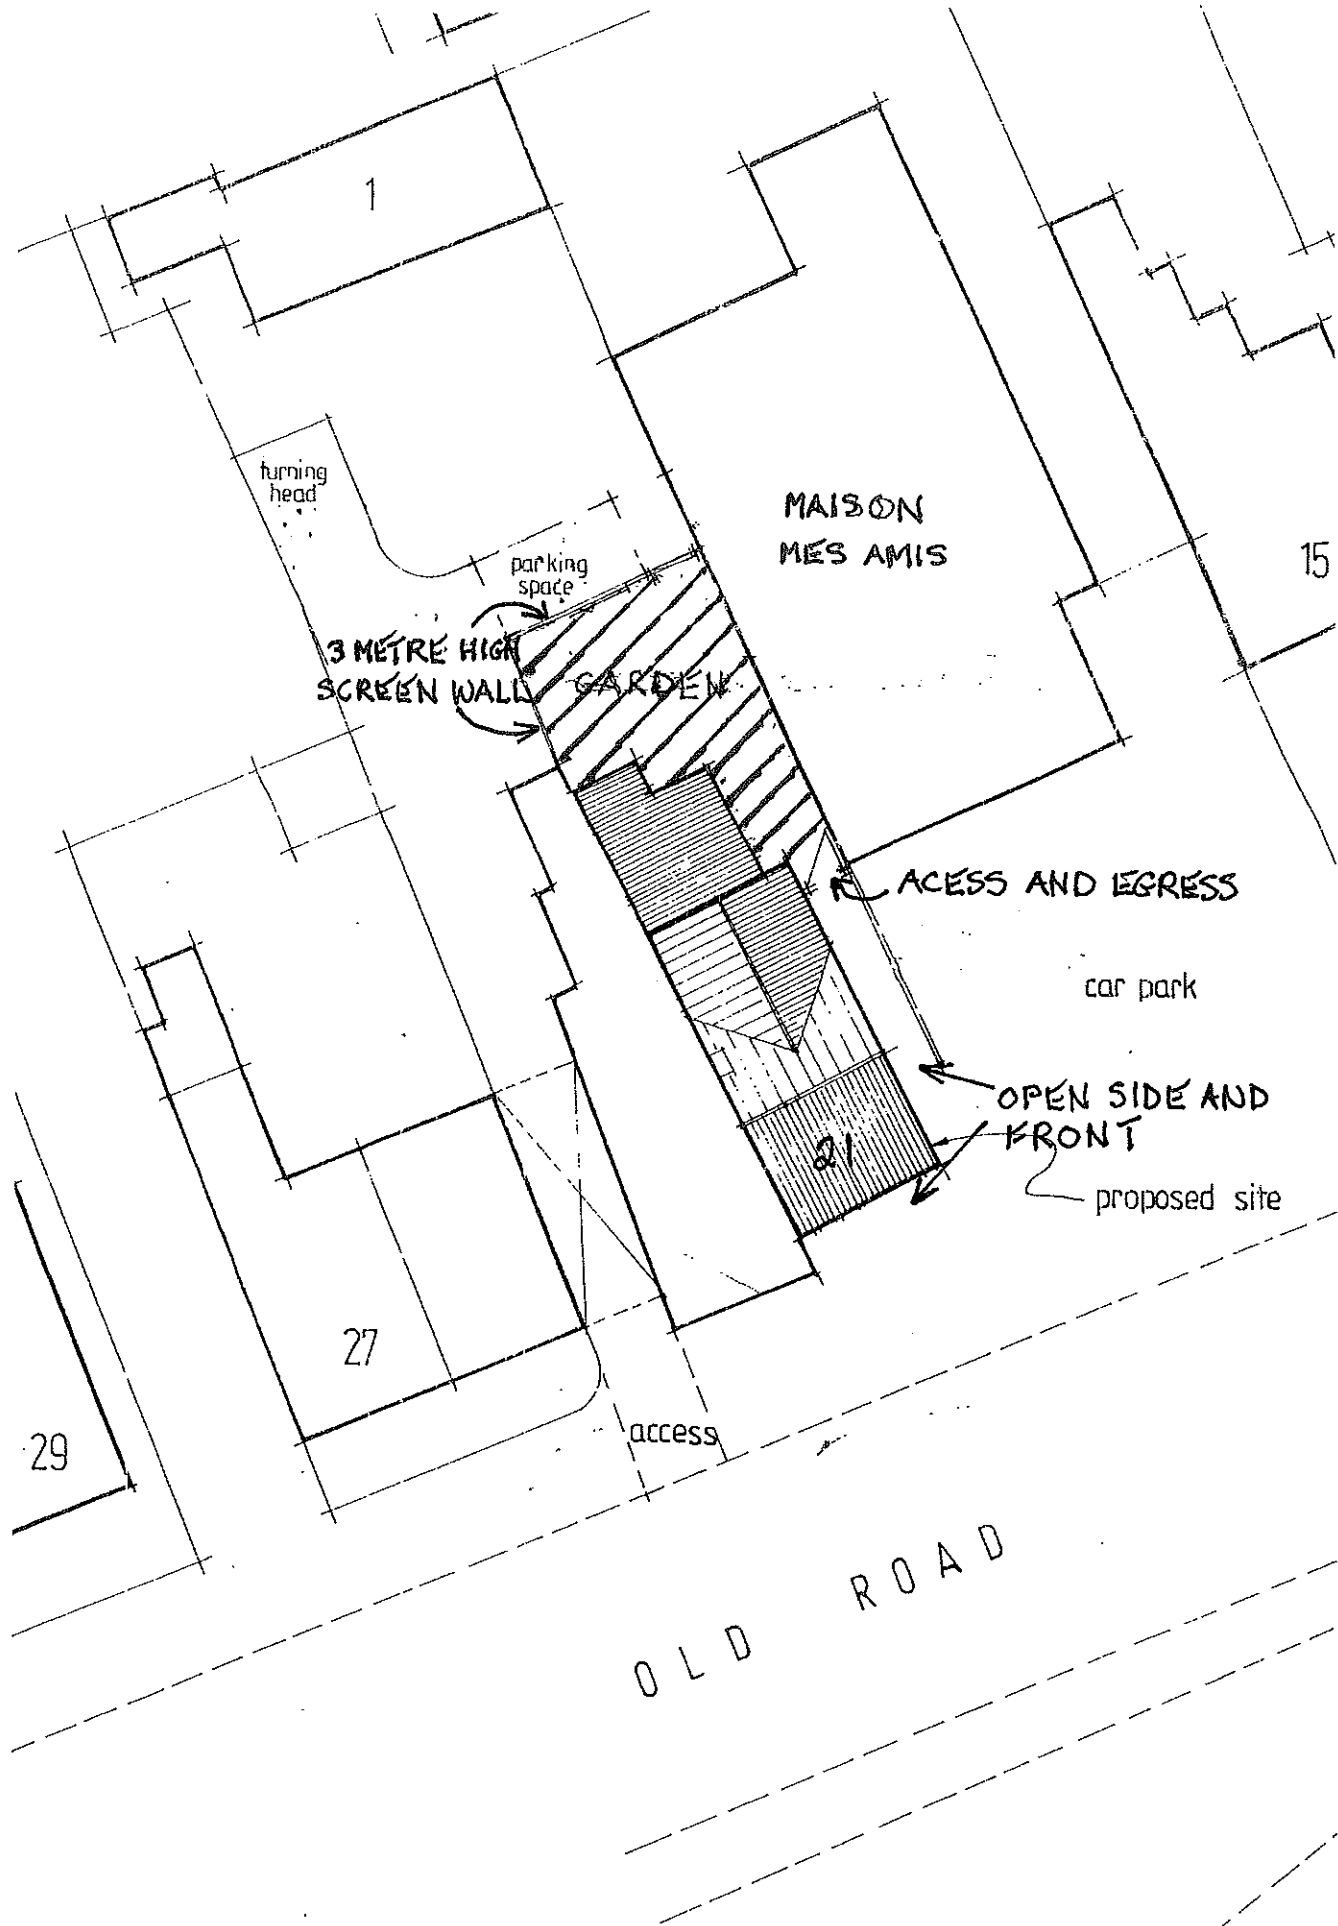 1
turning
head
MAISON
MES AMIS
parking
space
15
3 METRE HIGH
SCREEN WALL
GARDEN
ACESS AND EGRESS
car park
OPEN SIDE AND
FRONT
21
proposed site
27
29
access
OLD ROAD